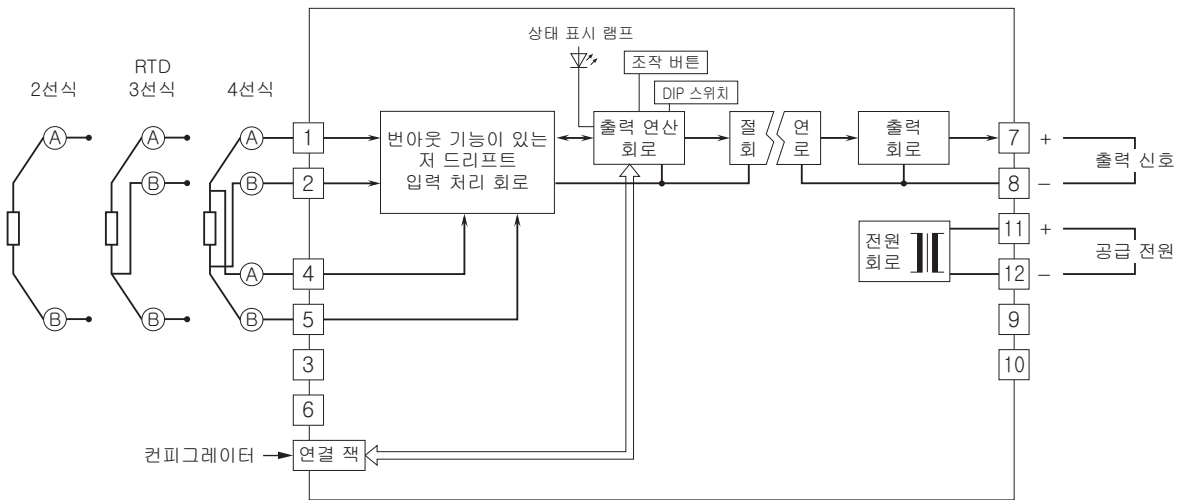 상태 표시 램프
조작 버튼
DIP 스위치
RTD
2선식
3선식
4선식
A
A
A
B
B
A
B
B
B
1
2
4
5
3
6
번아웃 기능이 있는
저 드리프트
입력 처리 회로
출력 연산
회로
절 연
회 로
출력
회로
7 +
8 −
출력 신호
전원
회로
11 +
12 −
공급 전원
9
10
컨피그레이터
연결 잭